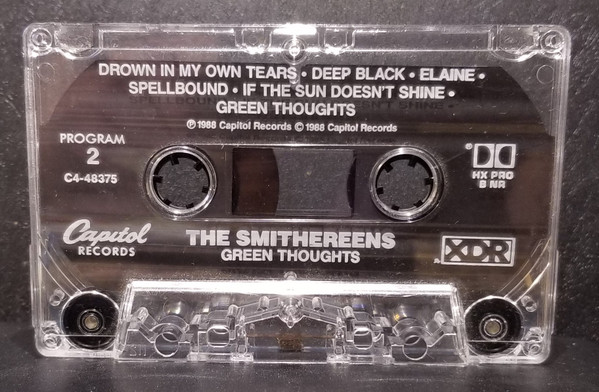 DROWN IN MY OWN TEARS • DEEP BLACK • ELAINE •
SPELLBOUND • IF THE SUN DOESN'T SHINE •
GREEN THOUGHTS
℗ 1988 Capitol Records © 1988 Capitol Records
PROGRAM
2
C4-48375
HX PRO
B NR
Capitol
RECORDS
THE SMITHEREENS
GREEN THOUGHTS
XDR